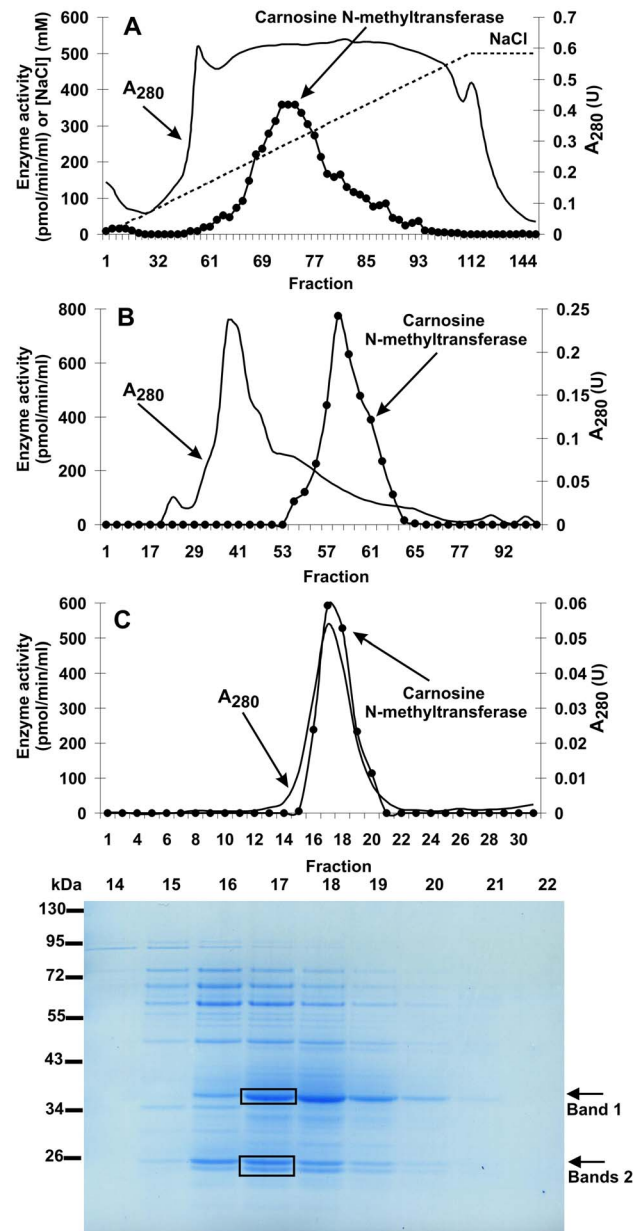 A
Carnosine N-methyltransferase
NaCl
A280
Enzyme activity or [NaCl] (mM)
(pmol/min/ml)
600
500
400
300
200
100
0
0.7
0.6
0.5
0.4
0.3
0.2
0.1
0
A280 (U)
1 32 61 69 77 85 93 112 144
Fraction
B
Carnosine
N-methyltransferase
A280
Enzyme activity
(pmol/min/ml)
800
600
400
200
0
0.25
0.2
0.15
0.1
0.05
0
A280 (U)
1 17 29 41 53 57 61 65 77 92
Fraction
C
Carnosine
N-methyltransferase
A280
Enzyme activity
(pmol/min/ml)
600
500
400
300
200
100
0
0.06
0.05
0.04
0.03
0.02
0.01
0
A280 (U)
1 4 6 8 10 12 14 16 18 20 22 24 26 28 30
Fraction
kDa 14 15 16 17 18 19 20 21 22
130
95
72
55
43
34
26
Band 1
Bands 2